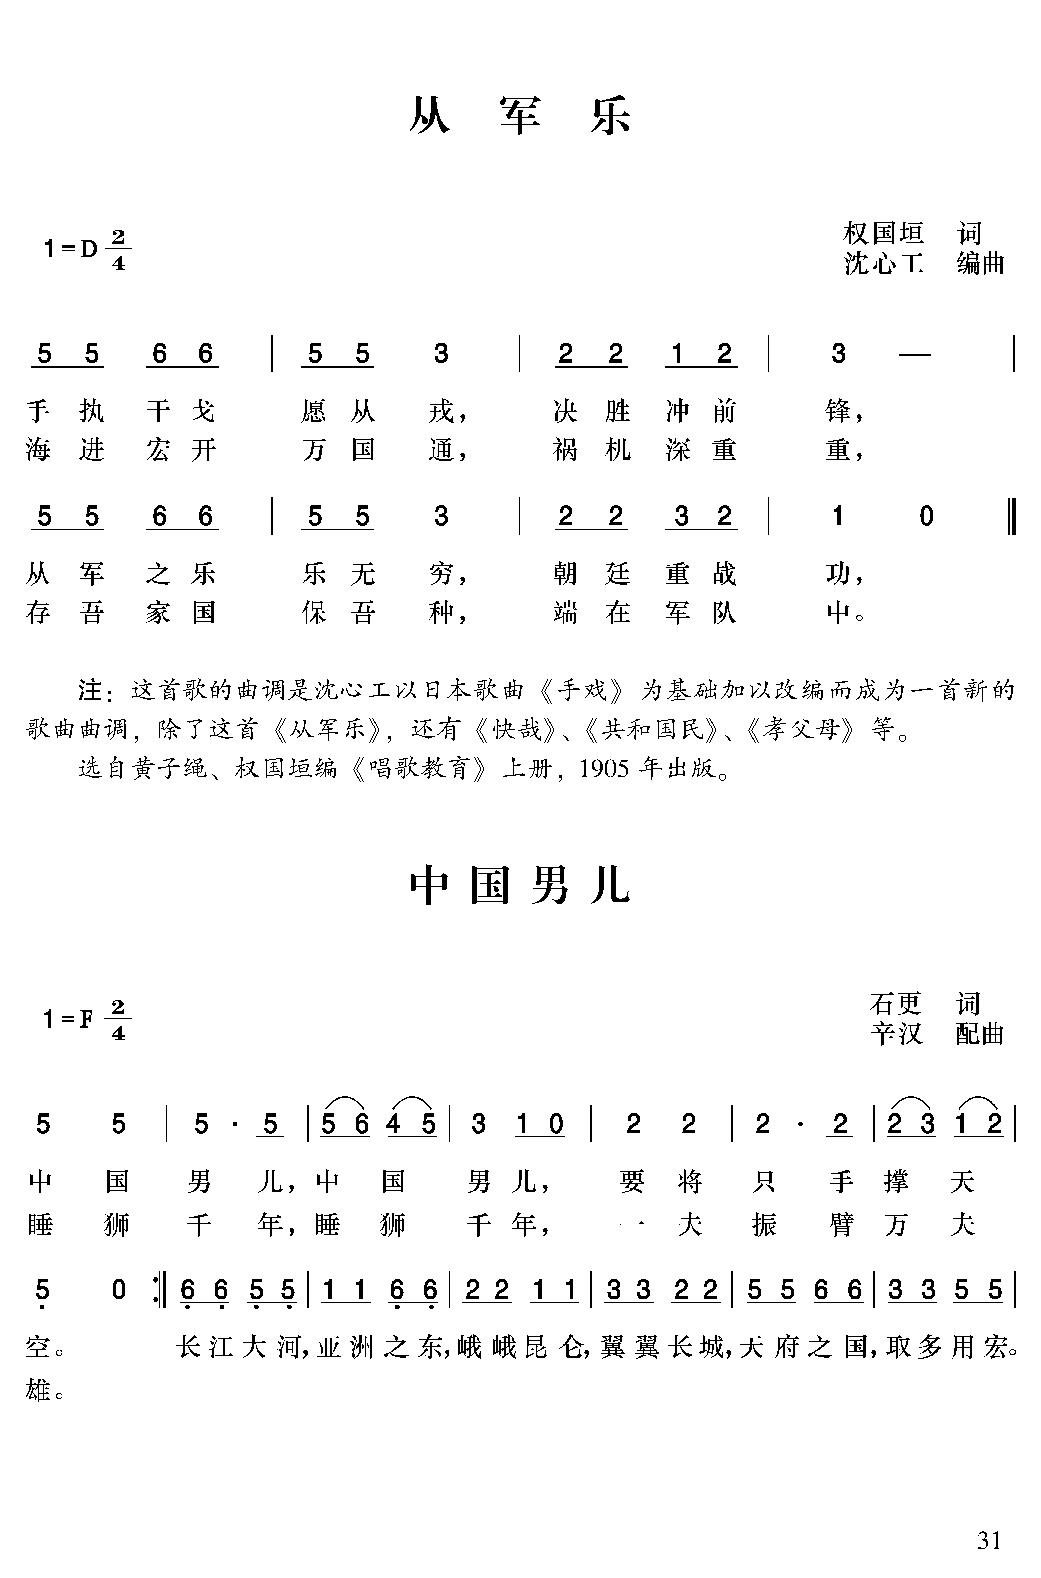 从 军 乐
1=D 2/4
权国垣 词
沈心工 编曲
5 5 6 6 | 5 5 3 | 2 2 1 2 | 3 — |
手 执 干 戈 愿 从 戎， 决 胜 冲 前 锋，
海 进 宏 开 万 国 通， 祸 机 深 重 重，
5 5 6 6 | 5 5 3 | 2 2 3 2 | 1 0 ‖
从 军 之 乐 乐 无 穷， 朝 廷 重 战 功，
存 吾 家 国 保 吾 种， 端 在 军 队 中。
注：这首歌的曲调是沈心工以日本歌曲《手戏》为基础加以改编而成为一首新的
歌曲曲调，除了这首《从军乐》，还有《快哉》、《共和国民》、《孝父母》等。
选自黄子绳、权国垣编《唱歌教育》上册，1905 年出版。
中 国 男 儿
1=F 2/4
石更 词
辛汉 配曲
5 5 | 5 · 5 | 5 6 4 5 | 3 1 0 | 2 2 | 2 · 2 | 2 3 1 2 |
中 国 男 儿，中 国 男 儿， 要 将 只 手 撑 天
睡 狮 千 年，睡 狮 千 年， 一 夫 振 臂 万 夫
5̣ 0 :‖ 6̣ 6̣ 5̣ 5̣ | 1 1 6̣ 6̣ | 2 2 1 1 | 3 3 2 2 | 5 5 6 6 | 3 3 5 5 |
空。 长 江 大 河，亚 洲 之 东，峨 峨 昆 仑，翼 翼 长 城，天 府 之 国，取 多 用 宏。
雄。
31